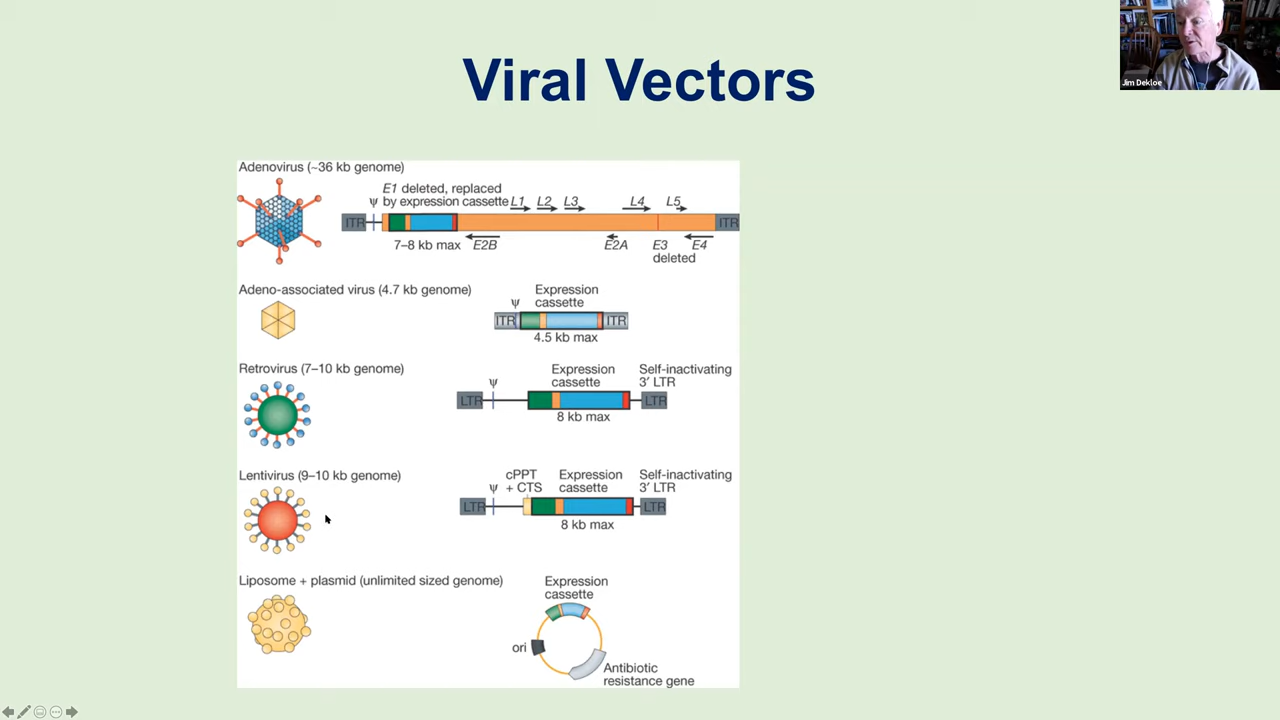 Viral Vectors
Jim Dekloe
Adenovirus (~36 kb genome)
E1 deleted, replaced
ψ by expression cassette L1 L2 L3 L4 L5
ITR ITR
7–8 kb max E2B E2A E3 E4
deleted
Adeno-associated virus (4.7 kb genome)
Expression
ψ cassette
ITR ITR
4.5 kb max
Retrovirus (7–10 kb genome)
Expression Self-inactivating
ψ cassette 3′ LTR
LTR LTR
8 kb max
Lentivirus (9–10 kb genome)
cPPT Expression Self-inactivating
ψ + CTS cassette 3′ LTR
LTR LTR
8 kb max
Liposome + plasmid (unlimited sized genome)
Expression
cassette
ori
Antibiotic
resistance gene